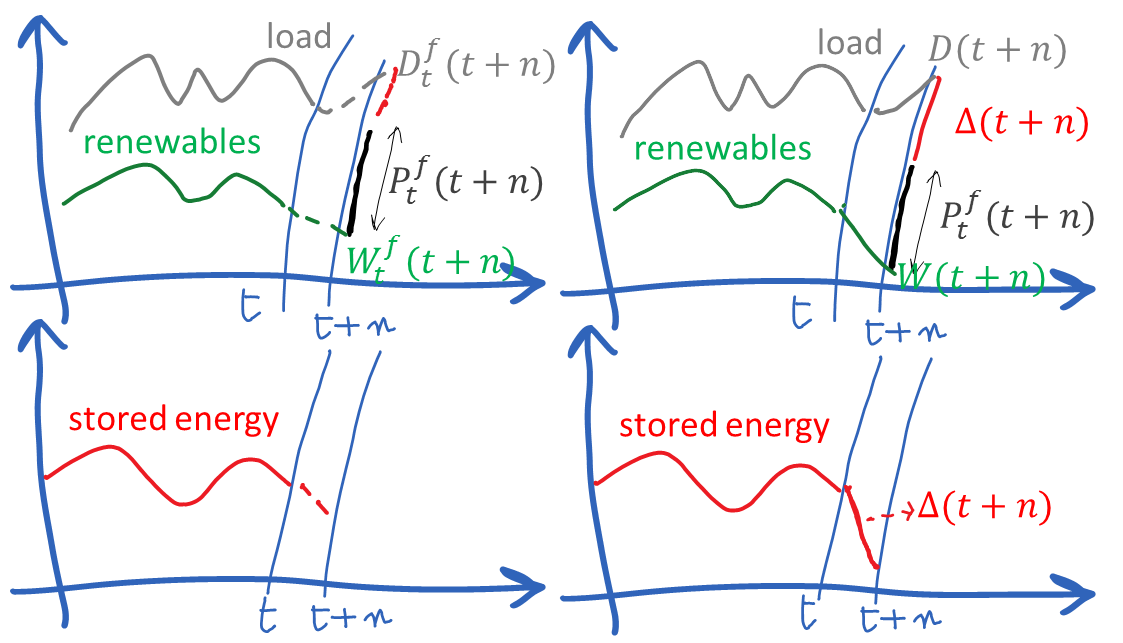 load
D_t^f(t + n)
renewables
P_t^f(t + n)
W_t^f(t + n)
t
t+n
load
D(t + n)
Δ(t + n)
renewables
P_t^f(t + n)
W(t + n)
t
t+n
stored energy
t
t+n
stored energy
Δ(t + n)
t
t+n